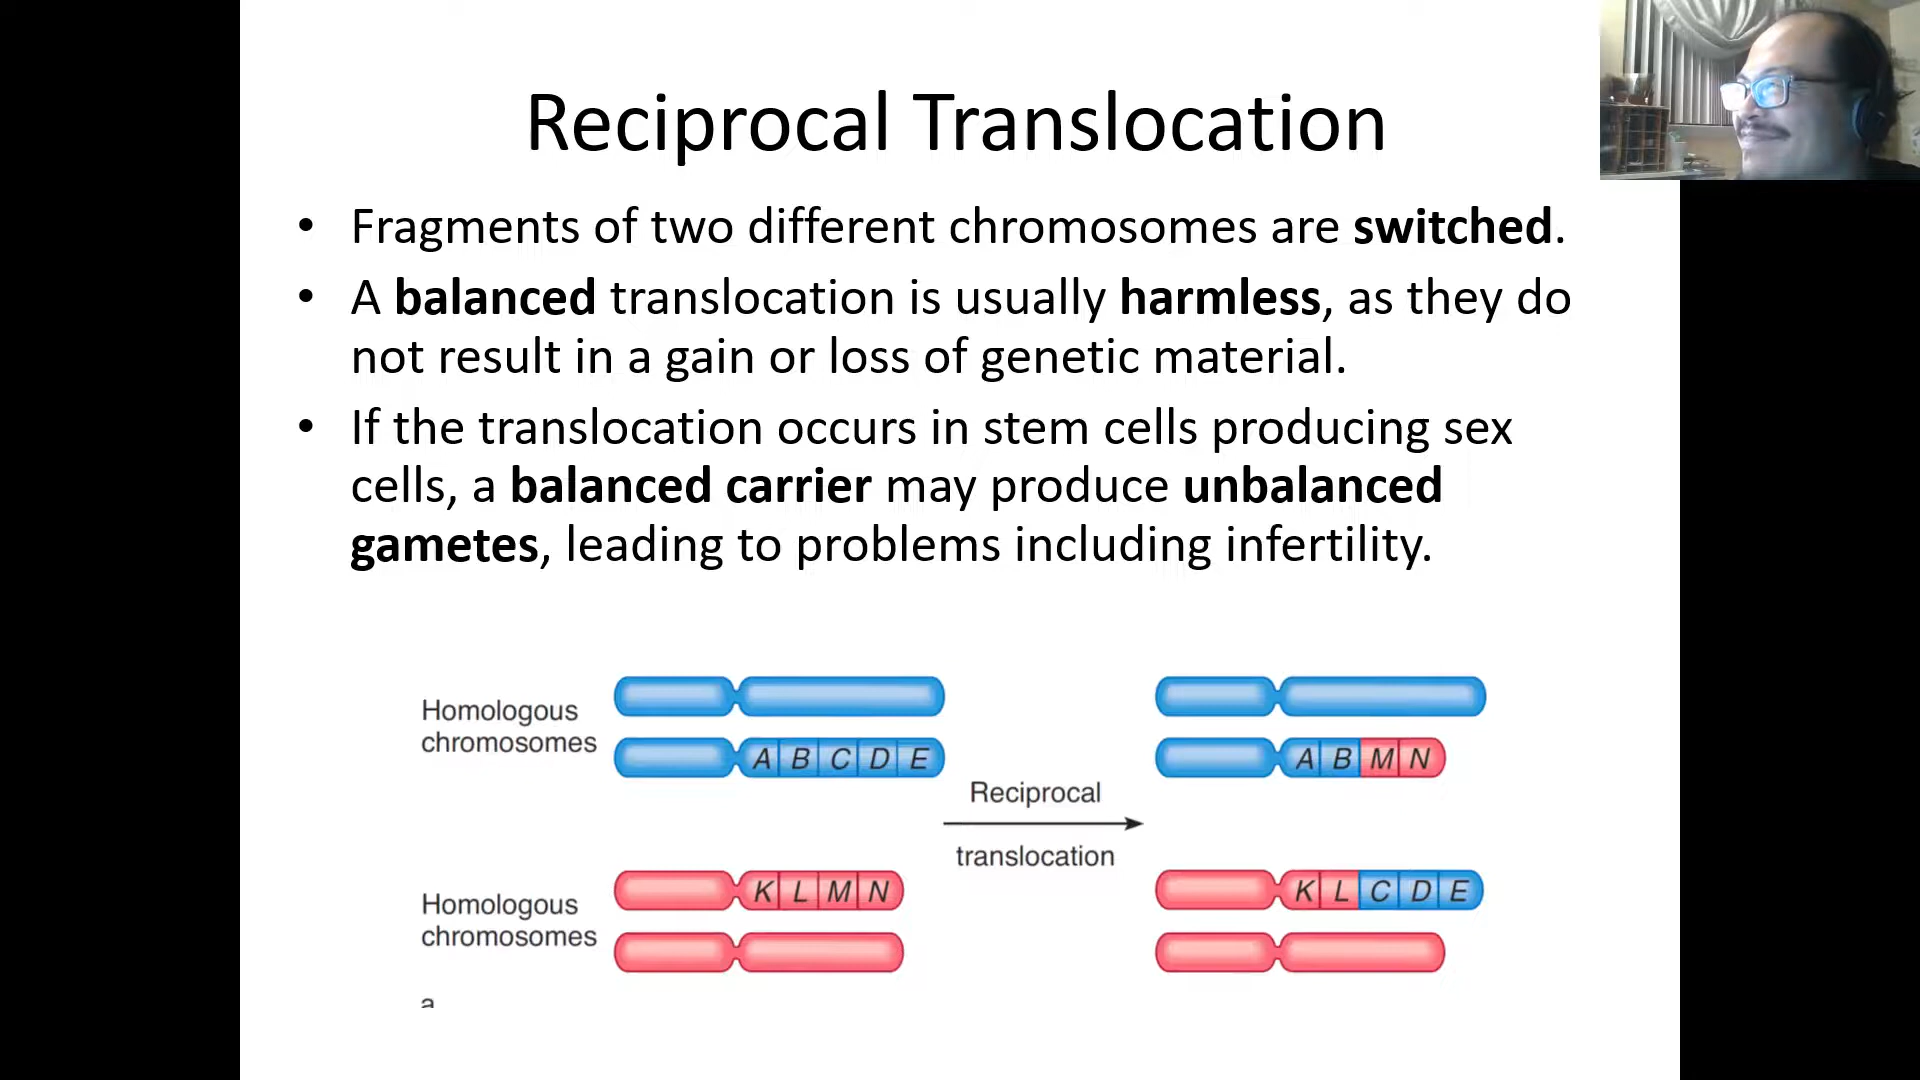 Reciprocal Translocation
• Fragments of two different chromosomes are switched.
• A balanced translocation is usually harmless, as they do
not result in a gain or loss of genetic material.
• If the translocation occurs in stem cells producing sex
cells, a balanced carrier may produce unbalanced
gametes, leading to problems including infertility.
Homologous
chromosomes
A B C D E
Reciprocal
translocation
A B M N
Homologous
chromosomes
K L M N
K L C D E
a